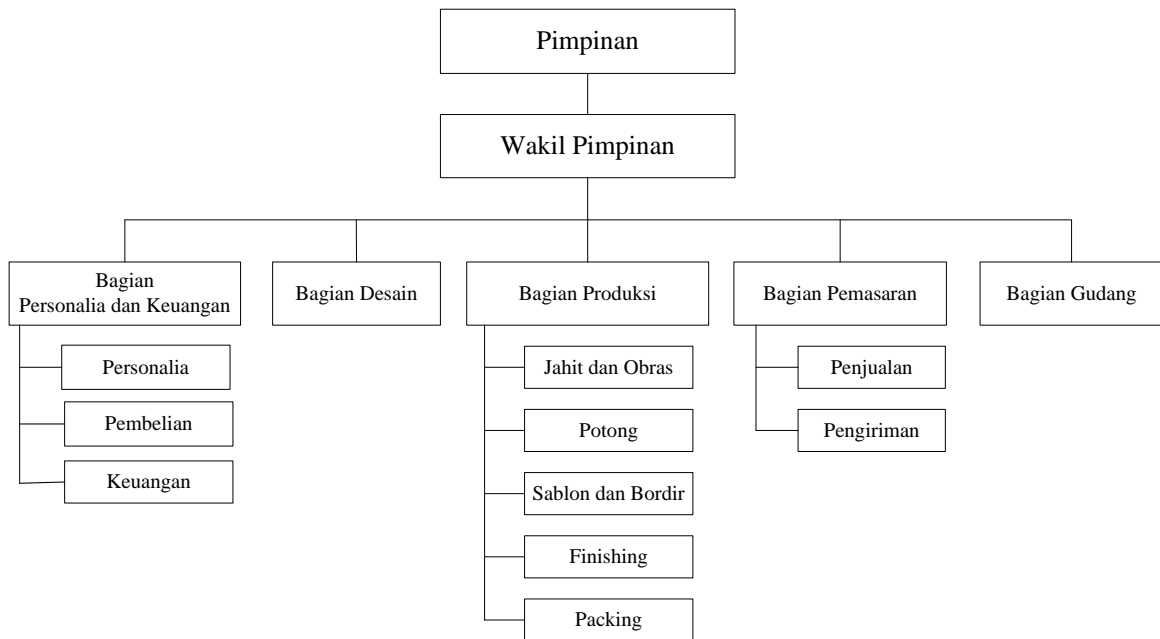 Pimpinan
Wakil Pimpinan
Bagian
Personalia dan Keuangan
Bagian Desain
Bagian Produksi
Bagian Pemasaran
Bagian Gudang
Personalia
Pembelian
Keuangan
Jahit dan Obras
Potong
Sablon dan Bordir
Finishing
Packing
Penjualan
Pengiriman